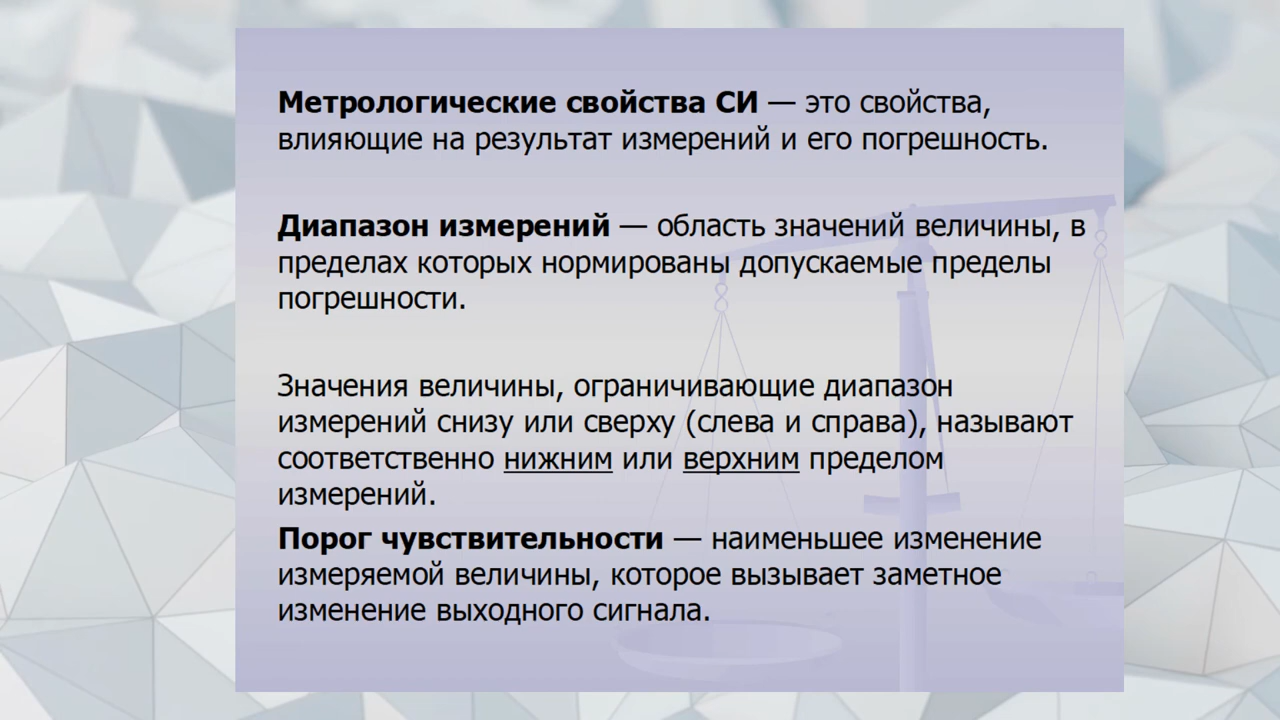 Метрологические свойства СИ — это свойства,
влияющие на результат измерений и его погрешность.
Диапазон измерений — область значений величины, в
пределах которых нормированы допускаемые пределы
погрешности.
Значения величины, ограничивающие диапазон
измерений снизу или сверху (слева и справа), называют
соответственно нижним или верхним пределом
измерений.
Порог чувствительности — наименьшее изменение
измеряемой величины, которое вызывает заметное
изменение выходного сигнала.